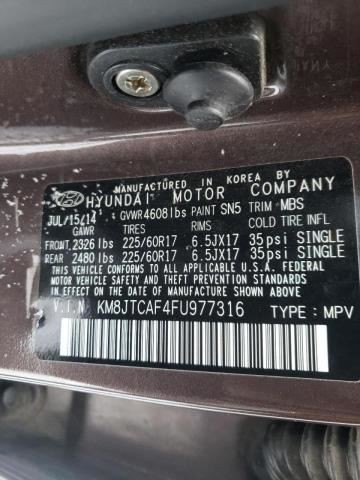 MADE IN KOREA
HYUNDAI MOTOR COMPANY
JUL/15/14 GVWR 4608lbs PAINT SN5 TRIM MBS
GAWR TIRES RIMS COLD TIRE INFL
FRONT 2326 lbs 225/60R17 6.5JX17 35psi SINGLE
REAR 2480 lbs 225/60R17 6.5JX17 35psi SINGLE
THIS VEHICLE CONFORMS TO ALL APPLICABLE FEDERAL
MOTOR VEHICLE SAFETY, BUMPER, AND THEFT PREVENTION
STANDARDS IN EFFECT ON THE DATE OF MANUFACTURE SHOWN ABOVE.
V.I.N KM8JTCAF4FU977316 TYPE : MPV